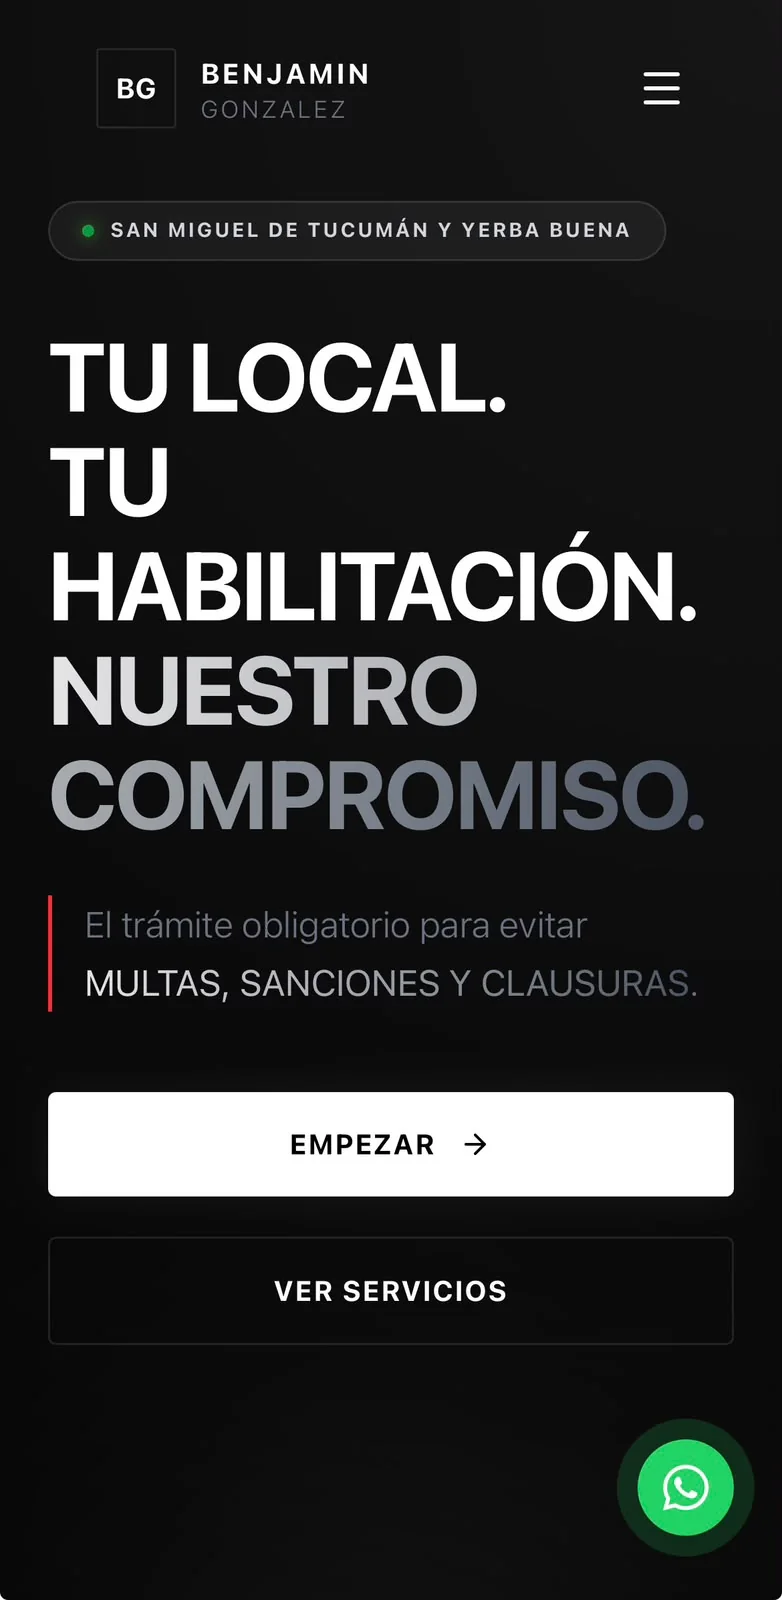 BG
BENJAMIN
GONZALEZ
SAN MIGUEL DE TUCUMÁN Y YERBA BUENA
TU LOCAL.
TU
HABILITACIÓN.
NUESTRO
COMPROMISO.
El trámite obligatorio para evitar
MULTAS, SANCIONES Y CLAUSURAS.
EMPEZAR →
VER SERVICIOS